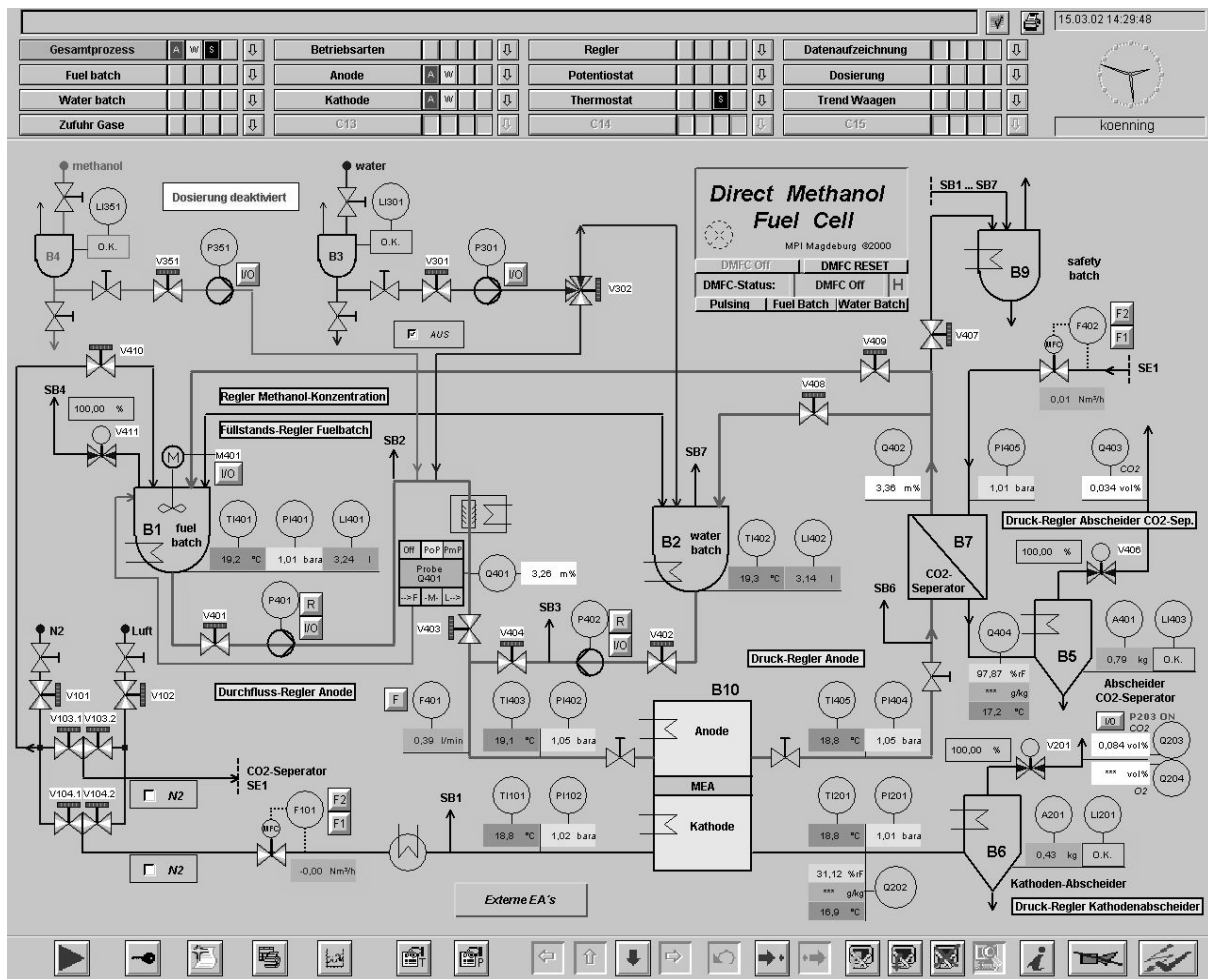 15.03.02 14:29:48
Gesamtprozess A W S
Betriebsarten
Regler
Datenaufzeichnung
Fuel batch
Anode A W
Potentiostat
Dosierung
Water batch
Kathode A W
Thermostat S
Trend Waagen
Zufuhr Gase
C13
C14
C15
koenning
methanol
Dosierung deaktiviert
water
LI351
O.K.
B4
V351
P351
I/O
LI301
O.K.
B3
V301
P301
I/O
V302
AUS
Direct Methanol
Fuel Cell
MPI Magdeburg ©2000
DMFC Off
DMFC RESET
DMFC-Status:
DMFC Off
H
Pulsing
Fuel Batch
Water Batch
SB1 ... SB7
B9
safety
batch
V407
F402
F2
F1
MFC
SE1
0,01 Nm³/h
V410
SB4
100,00 %
V411
Regler Methanol-Konzentration
Füllstands-Regler Fuelbatch
V409
V408
M
M401
I/O
SB2
SB7
Q402
3,36 m%
PI405
1,01 bara
Q403
CO2
0,034 vol%
B1
fuel
batch
TI401
19,2 °C
PI401
1,01 bara
LI401
3,24 l
Off PoP PmP
Probe
Q401
-->F -M- L-->
Q401
3,26 m%
B2
water
batch
TI402
19,3 °C
LI402
3,14 l
B7
CO2-
Seperator
Druck-Regler Abscheider CO2-Sep.
100,00 %
V406
SB6
P401
R
I/O
V401
V403
V404
SB3
P402
R
I/O
V402
N2
Luft
V101
V102
V103.1
V103.2
Durchfluss-Regler Anode
Druck-Regler Anode
Q404
97,87 %rF
*** g/kg
17,2 °C
B5
A401
0,79 kg
LI403
O.K.
Abscheider
CO2-Seperator
F
F401
0,39 l/min
TI403
19,1 °C
PI402
1,05 bara
B10
Anode
MEA
Kathode
TI405
18,8 °C
PI404
1,05 bara
I/O
P203 ON
CO2
0,084 vol%
Q203
*** vol%
O2
Q204
100,00 %
V201
CO2-Seperator
SE1
N2
V104.1
V104.2
N2
MFC
F101
F2
F1
-0,00 Nm³/h
SB1
TI101
18,8 °C
PI102
1,02 bara
TI201
18,8 °C
PI201
1,01 bara
31,12 %rF
*** g/kg
16,9 °C
Q202
B6
A201
0,43 kg
LI201
O.K.
Kathoden-Abscheider
Druck-Regler Kathodenabscheider
Externe EA's
T
P
i